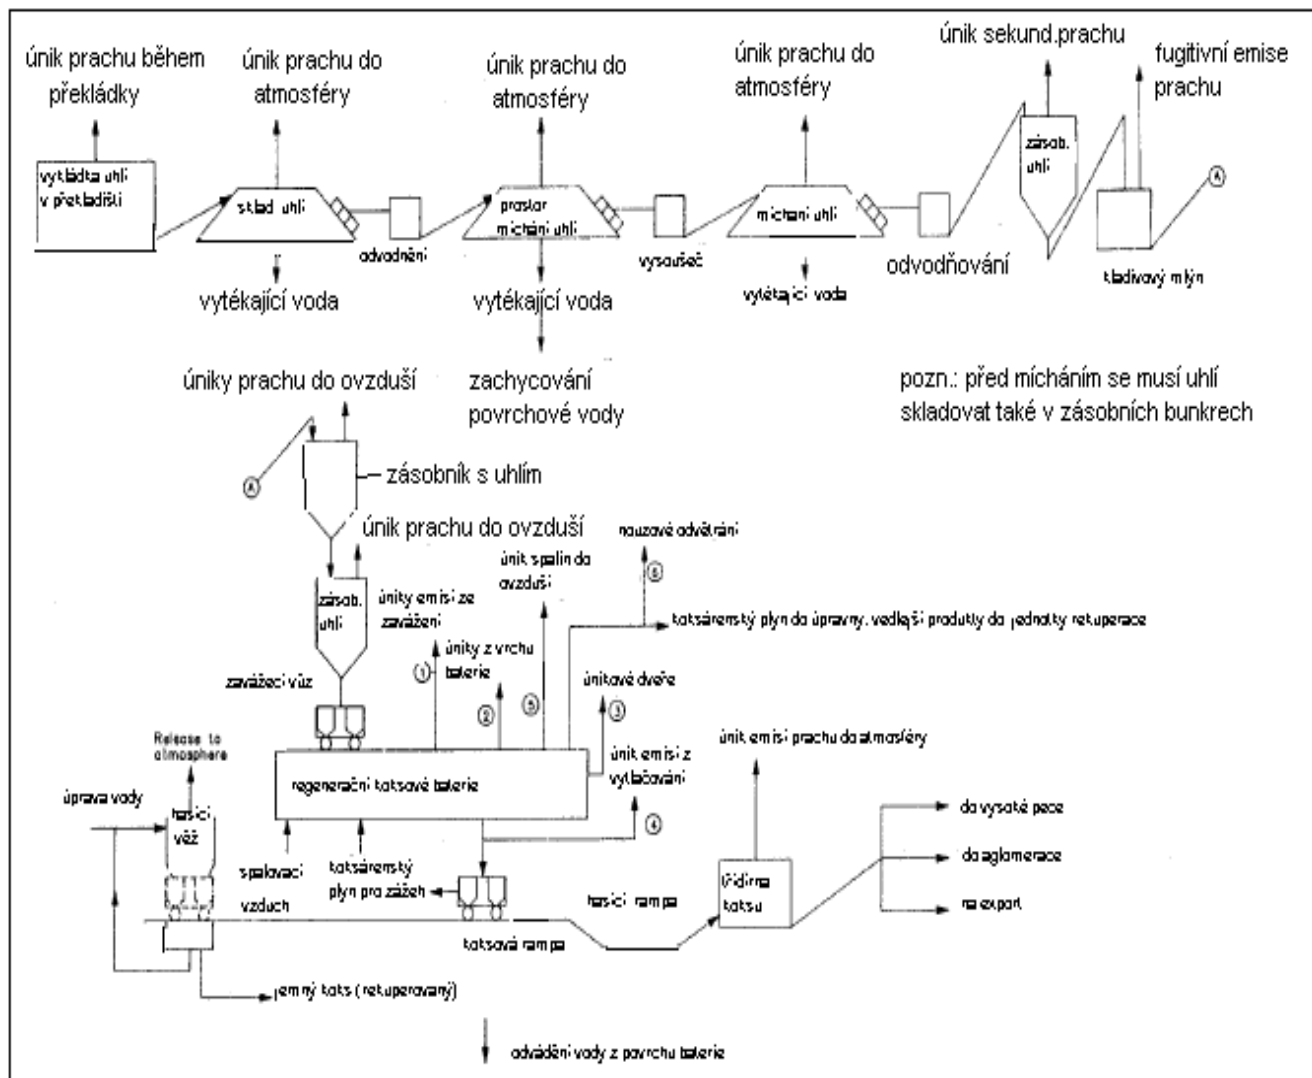 únik prachu během
překládky
únik prachu do
atmosféry
únik prachu do
atmosféry
únik prachu do
atmosféry
únik sekund.prachu
fugitivní emise
prachu
vykládka uhlí
v překladišti
sklad uhlí
odvodnění
prostor
míchání uhlí
vysoušeč
míchání uhlí
odvodňování
zásob.
uhlí
kladivový mlýn
A
vytékající voda
vytékající voda
vytékající voda
zachycování
povrchové vody
pozn.: před mícháním se musí uhlí
skladovat také v zásobních bunkrech
úniky prachu do ovzduší
A
zásobník s uhlím
únik prachu do ovzduší
zásob.
uhlí
zavážecí vůz
úniky emisí ze
zavážení
1
úniky z vrchu
baterie
2
únik spalin do
ovzduší
5
nouzové odvětrání
6
koksárenský plyn do úpravny, vedlejší produkty do jednotky rekuperace
únikové dveře
3
únik emisí z
vytlačování
4
regenerační koksové baterie
Release to
atmosphere
úprava vody
hasicí
věž
spalovací
vzduch
koksárenský
plyn pro zážeh
koksová rampa
hasicí rampa
únik emisí prachu do atmosféry
třídírna
koksu
do vysoké pece
do aglomerace
na export
jemný koks (rekuperovaný)
odvádění vody z povrchu baterie